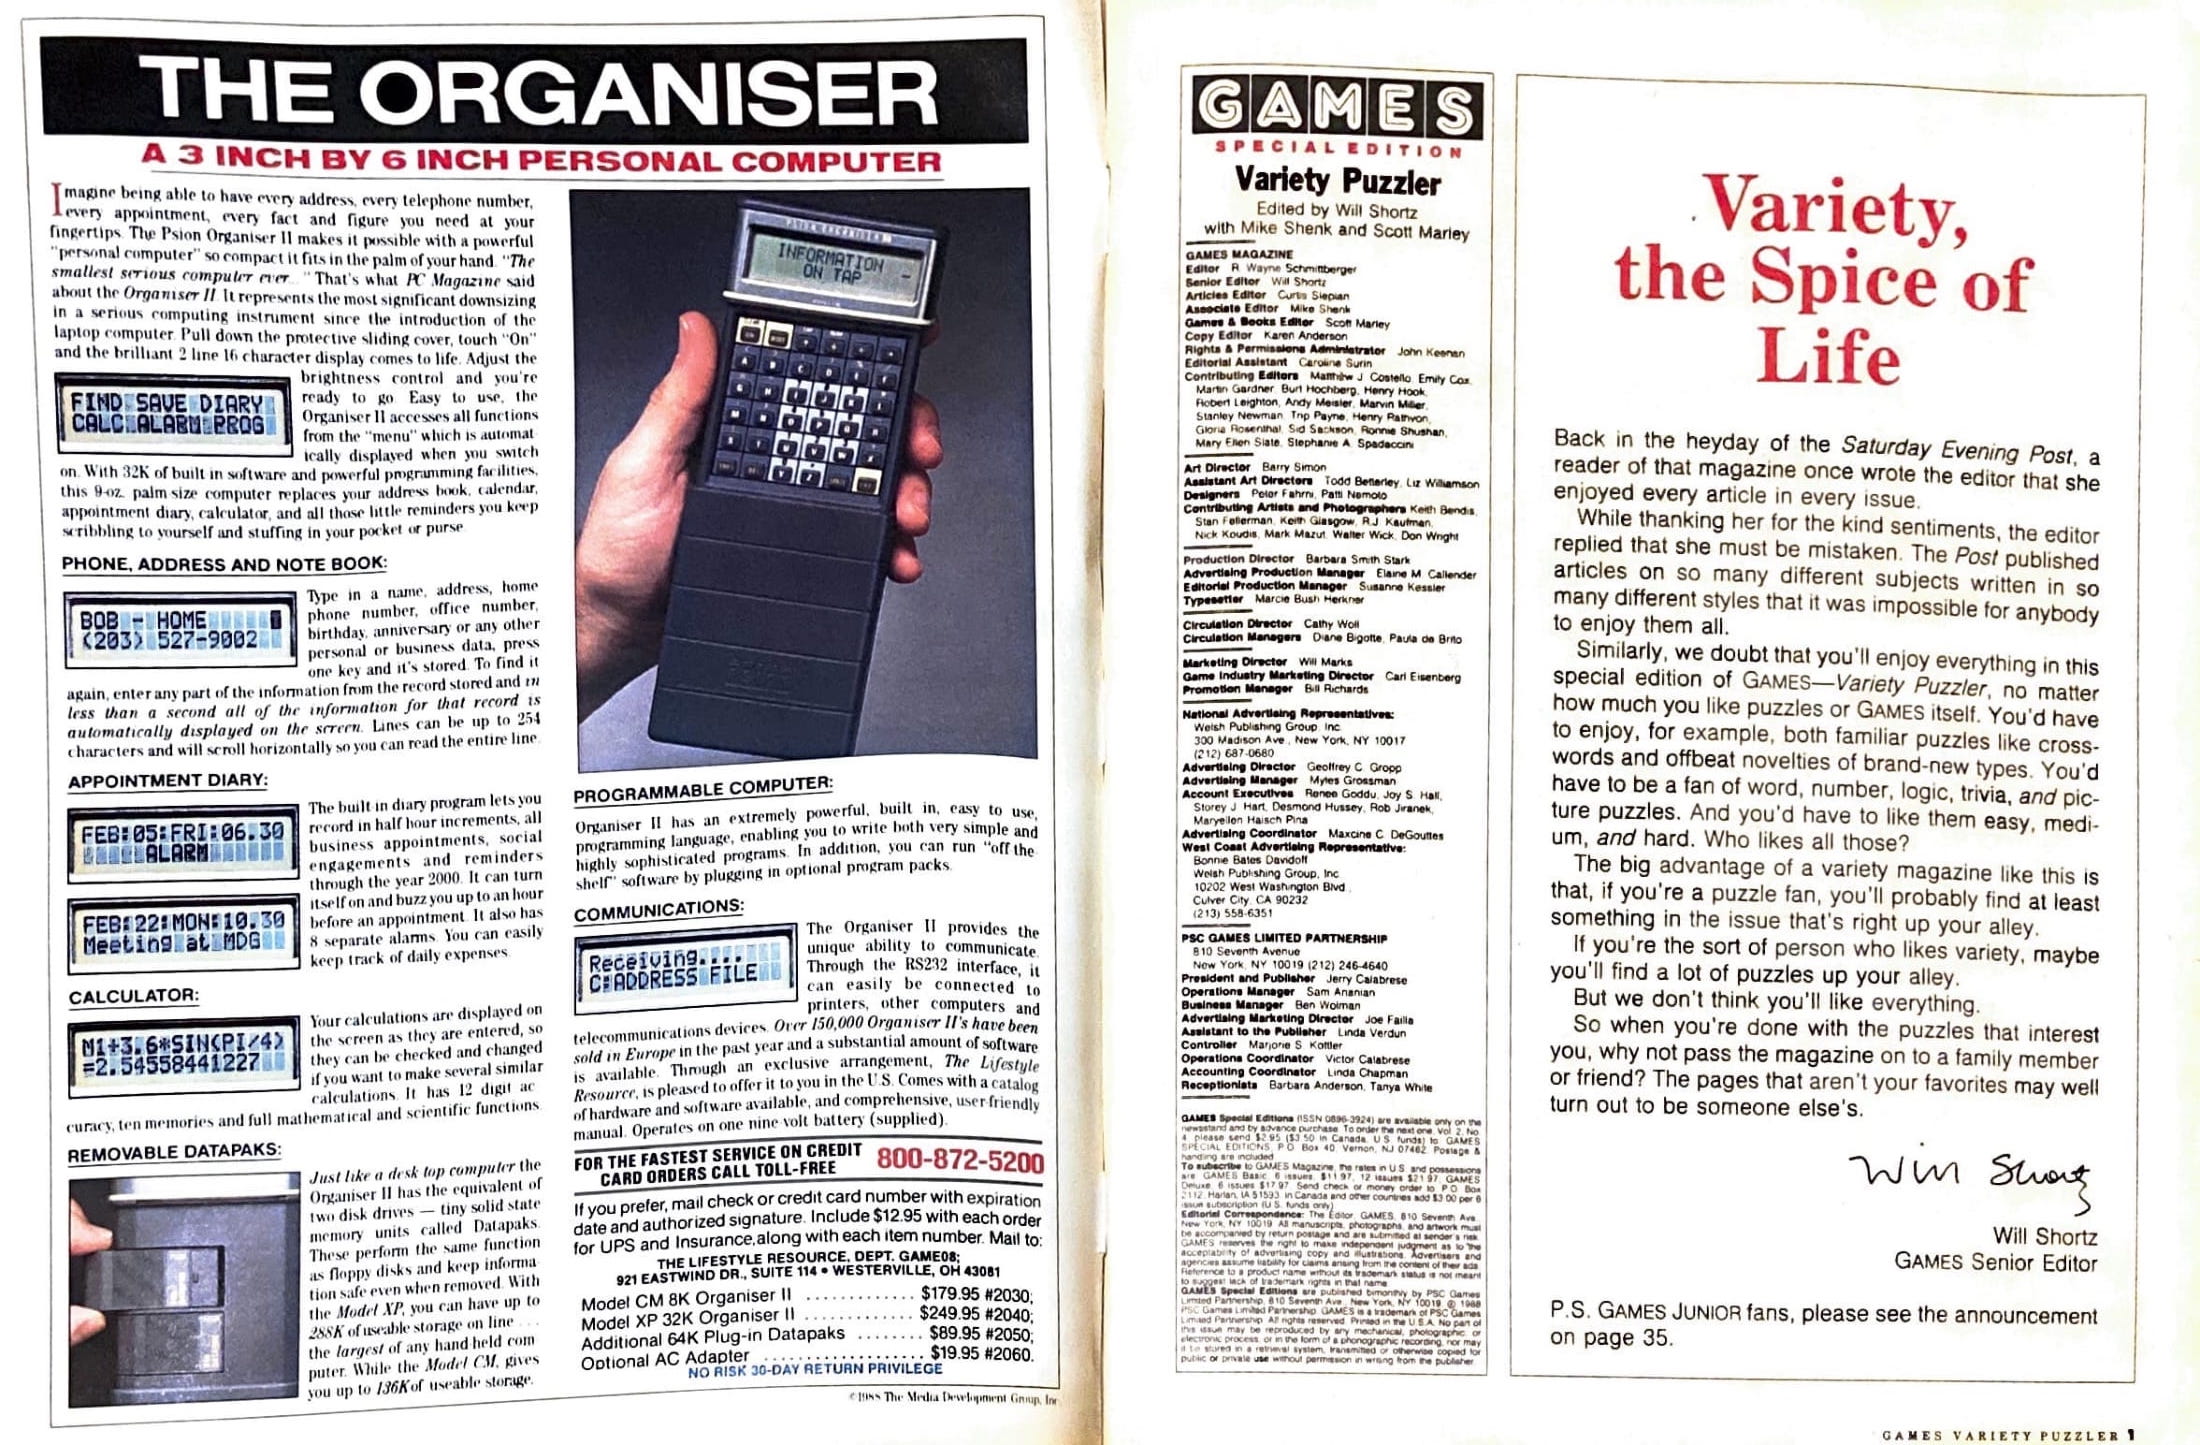 THE ORGANISER
A 3 INCH BY 6 INCH PERSONAL COMPUTER
Imagine being able to have every address, every telephone number,
every appointment, every fact and figure you need at your
fingertips. The Psion Organiser II makes it possible with a powerful
"personal computer" so compact it fits in the palm of your hand. "The
smallest serious computer ever..." That's what PC Magazine said
about the Organiser II. It represents the most significant downsizing
in a serious computing instrument since the introduction of the
laptop computer. Pull down the protective sliding cover, touch "On"
and the brilliant 2 line 16 character display comes to life. Adjust the
brightness control and you're
ready to go. Easy to use, the
Organiser II accesses all functions
from the "menu" which is automat
ically displayed when you switch
on. With 32K of built in software and powerful programming facilities,
this 9-oz. palm size computer replaces your address book, calendar,
appointment diary, calculator, and all those little reminders you keep
scribbling to yourself and stuffing in your pocket or purse.
FIND SAVE DIARY
CALC ALARM PROG
PHONE, ADDRESS AND NOTE BOOK:
BOB - HOME
(203) 527-9002
Type in a name, address, home
phone number, office number,
birthday, anniversary or any other
personal or business data, press
one key and it's stored. To find it
again, enter any part of the information from the record stored and in
less than a second all of the information for that record is
automatically displayed on the screen. Lines can be up to 254
characters and will scroll horizontally so you can read the entire line.
APPOINTMENT DIARY:
FEB:05:FRI:06.30
ALARM
FEB:22:MON:10.30
Meeting at MDG
The built in diary program lets you
record in half hour increments, all
business appointments, social
engagements and reminders
through the year 2000. It can turn
itself on and buzz you up to an hour
before an appointment. It also has
8 separate alarms. You can easily
keep track of daily expenses.
CALCULATOR:
M1+3.6*SIN(PI/4)
=2.54558441227
Your calculations are displayed on
the screen as they are entered, so
they can be checked and changed
if you want to make several similar
calculations. It has 12 digit ac
curacy, ten memories and full mathematical and scientific functions.
REMOVABLE DATAPAKS:
Just like a desk top computer the
Organiser II has the equivalent of
two disk drives — tiny solid state
memory units called Datapaks.
These perform the same function
as floppy disks and keep informa
tion safe even when removed. With
the Model XP, you can have up to
288K of useable storage on line . . .
the largest of any hand-held com
puter. While the Model CM, gives
you up to 136K of useable storage.
INFORMATION
ON TAP
PROGRAMMABLE COMPUTER:
Organiser II has an extremely powerful, built in, easy to use,
programming language, enabling you to write both very simple and
highly sophisticated programs. In addition, you can run "off the
shelf" software by plugging in optional program packs.
COMMUNICATIONS:
Receiving....
C:ADDRESS FILE
The Organiser II provides the
unique ability to communicate.
Through the RS232 interface, it
can easily be connected to
printers, other computers and
telecommunications devices. Over 150,000 Organiser II's have been
sold in Europe in the past year and a substantial amount of software
is available. Through an exclusive arrangement, The Lifestyle
Resource, is pleased to offer it to you in the U.S. Comes with a catalog
of hardware and software available, and comprehensive, user-friendly
manual. Operates on one nine-volt battery (supplied).
FOR THE FASTEST SERVICE ON CREDIT
CARD ORDERS CALL TOLL-FREE 800-872-5200
If you prefer, mail check or credit card number with expiration
date and authorized signature. Include $12.95 with each order
for UPS and Insurance,along with each item number. Mail to:
THE LIFESTYLE RESOURCE, DEPT. GAME08;
921 EASTWIND DR., SUITE 114 • WESTERVILLE, OH 43081
Model CM 8K Organiser II ............ $179.95 #2030;
Model XP 32K Organiser II ............ $249.95 #2040;
Additional 64K Plug-in Datapaks ........ $89.95 #2050;
Optional AC Adapter ................... $19.95 #2060.
NO RISK 30-DAY RETURN PRIVILEGE
©1988 The Media Development Group, Inc.
GAMES
SPECIAL EDITION
Variety Puzzler
Edited by Will Shortz
with Mike Shenk and Scott Marley
GAMES MAGAZINE
Editor R. Wayne Schmittberger
Senior Editor Will Shortz
Articles Editor Curtis Slepian
Associate Editor Mike Shenk
Games & Books Editor Scott Marley
Copy Editor Karen Anderson
Rights & Permissions Administrator John Keenan
Editorial Assistant Caroline Surin
Contributing Editors Matthew J. Costello, Emily Cox,
Martin Gardner, Burt Hochberg, Henry Hook,
Robert Leighton, Andy Meisler, Marvin Miller,
Stanley Newman, Trip Payne, Henry Rathvon,
Gloria Rosenthal, Sid Sackson, Ronnie Shushan,
Mary Ellen Slate, Stephanie A. Spadaccini
Art Director Barry Simon
Assistant Art Directors Todd Betterley, Liz Williamson
Designers Peter Fahrni, Patti Nemoto
Contributing Artists and Photographers Keith Bendis,
Stan Fellerman, Keith Glasgow, R.J. Kaufman,
Nick Koudis, Mark Mazut, Walter Wick, Don Wright
Production Director Barbara Smith Stark
Advertising Production Manager Elaine M. Callender
Editorial Production Manager Susanne Kessler
Typesetter Marcie Bush Herkner
Circulation Director Cathy Woll
Circulation Managers Diane Bigotte, Paula de Brito
Marketing Director Will Marks
Game Industry Marketing Director Carl Eisenberg
Promotion Manager Bill Richards
National Advertising Representatives:
Welsh Publishing Group, Inc.
300 Madison Ave., New York, NY 10017
(212) 687-0680
Advertising Director Geoffrey C. Gropp
Advertising Manager Myles Grossman
Account Executives Renee Goddu, Joy S. Hall,
Storey J. Hart, Desmond Hussey, Rob Jiranek,
Maryellen Haisch Pina
Advertising Coordinator Maxcine C. DeGouttes
West Coast Advertising Representative:
Bonnie Bates Davidoff
Welsh Publishing Group, Inc.
10202 West Washington Blvd.,
Culver City, CA 90232
(213) 558-6351
PSC GAMES LIMITED PARTNERSHIP
810 Seventh Avenue
New York, NY 10019 (212) 246-4640
President and Publisher Jerry Calabrese
Operations Manager Sam Ananian
Business Manager Ben Wolman
Advertising Marketing Director Joe Failla
Assistant to the Publisher Linda Verdun
Controller Marjorie S. Kottler
Operations Coordinator Victor Calabrese
Accounting Coordinator Linda Chapman
Receptionists Barbara Anderson, Tanya White
GAMES Special Editions (ISSN 0896-3924) are available only on the
newsstand and by advance purchase. To order the next one, Vol. 2, No.
4, please send $2.95 ($3.50 in Canada, U.S. funds) to GAMES
SPECIAL EDITIONS, P.O. Box 40, Vernon, NJ 07462. Postage &
handling are included.
To subscribe to GAMES Magazine, the rates in U.S. and possessions
are GAMES Basic: 6 issues, $11.97, 12 issues $21.97. GAMES
Deluxe, 6 issues $17.97. Send check or money order to P.O. Box
2112, Harlan, IA 51593. In Canada and other countries add $3.00 per 6
issue subscription (U.S. funds only).
Editorial Correspondence: The Editor, GAMES, 810 Seventh Ave.,
New York, NY 10019. All manuscripts, photographs, and artwork must
be accompanied by return postage and are submitted at sender's risk.
GAMES reserves the right to make independent judgment as to the
acceptability of advertising copy and illustrations. Advertisers and
agencies assume liability for claims arising from the content of their ads.
Reference to a product name without its trademark status is not meant
to suggest lack of trademark rights in that name.
GAMES Special Editions are published bimonthly by PSC Games
Limited Partnership, 810 Seventh Ave., New York, NY 10019. © 1988
PSC Games Limited Partnership. GAMES is a trademark of PSC Games
Limited Partnership. All rights reserved. Printed in the U.S.A. No part of
this issue may be reproduced by any mechanical, photographic, or
electronic process, or in the form of a phonographic recording, nor may
it be stored in a retrieval system, transmitted or otherwise copied for
public or private use without permission in writing from the publisher.
Variety,
the Spice of
Life
Back in the heyday of the Saturday Evening Post, a
reader of that magazine once wrote the editor that she
enjoyed every article in every issue.
While thanking her for the kind sentiments, the editor
replied that she must be mistaken. The Post published
articles on so many different subjects written in so
many different styles that it was impossible for anybody
to enjoy them all.
Similarly, we doubt that you'll enjoy everything in this
special edition of GAMES—Variety Puzzler, no matter
how much you like puzzles or GAMES itself. You'd have
to enjoy, for example, both familiar puzzles like cross-
words and offbeat novelties of brand-new types. You'd
have to be a fan of word, number, logic, trivia, and pic-
ture puzzles. And you'd have to like them easy, medi-
um, and hard. Who likes all those?
The big advantage of a variety magazine like this is
that, if you're a puzzle fan, you'll probably find at least
something in the issue that's right up your alley.
If you're the sort of person who likes variety, maybe
you'll find a lot of puzzles up your alley.
But we don't think you'll like everything.
So when you're done with the puzzles that interest
you, why not pass the magazine on to a family member
or friend? The pages that aren't your favorites may well
turn out to be someone else's.
Will Shortz
Will Shortz
GAMES Senior Editor
P.S. GAMES JUNIOR fans, please see the announcement
on page 35.
GAMES VARIETY PUZZLER 1